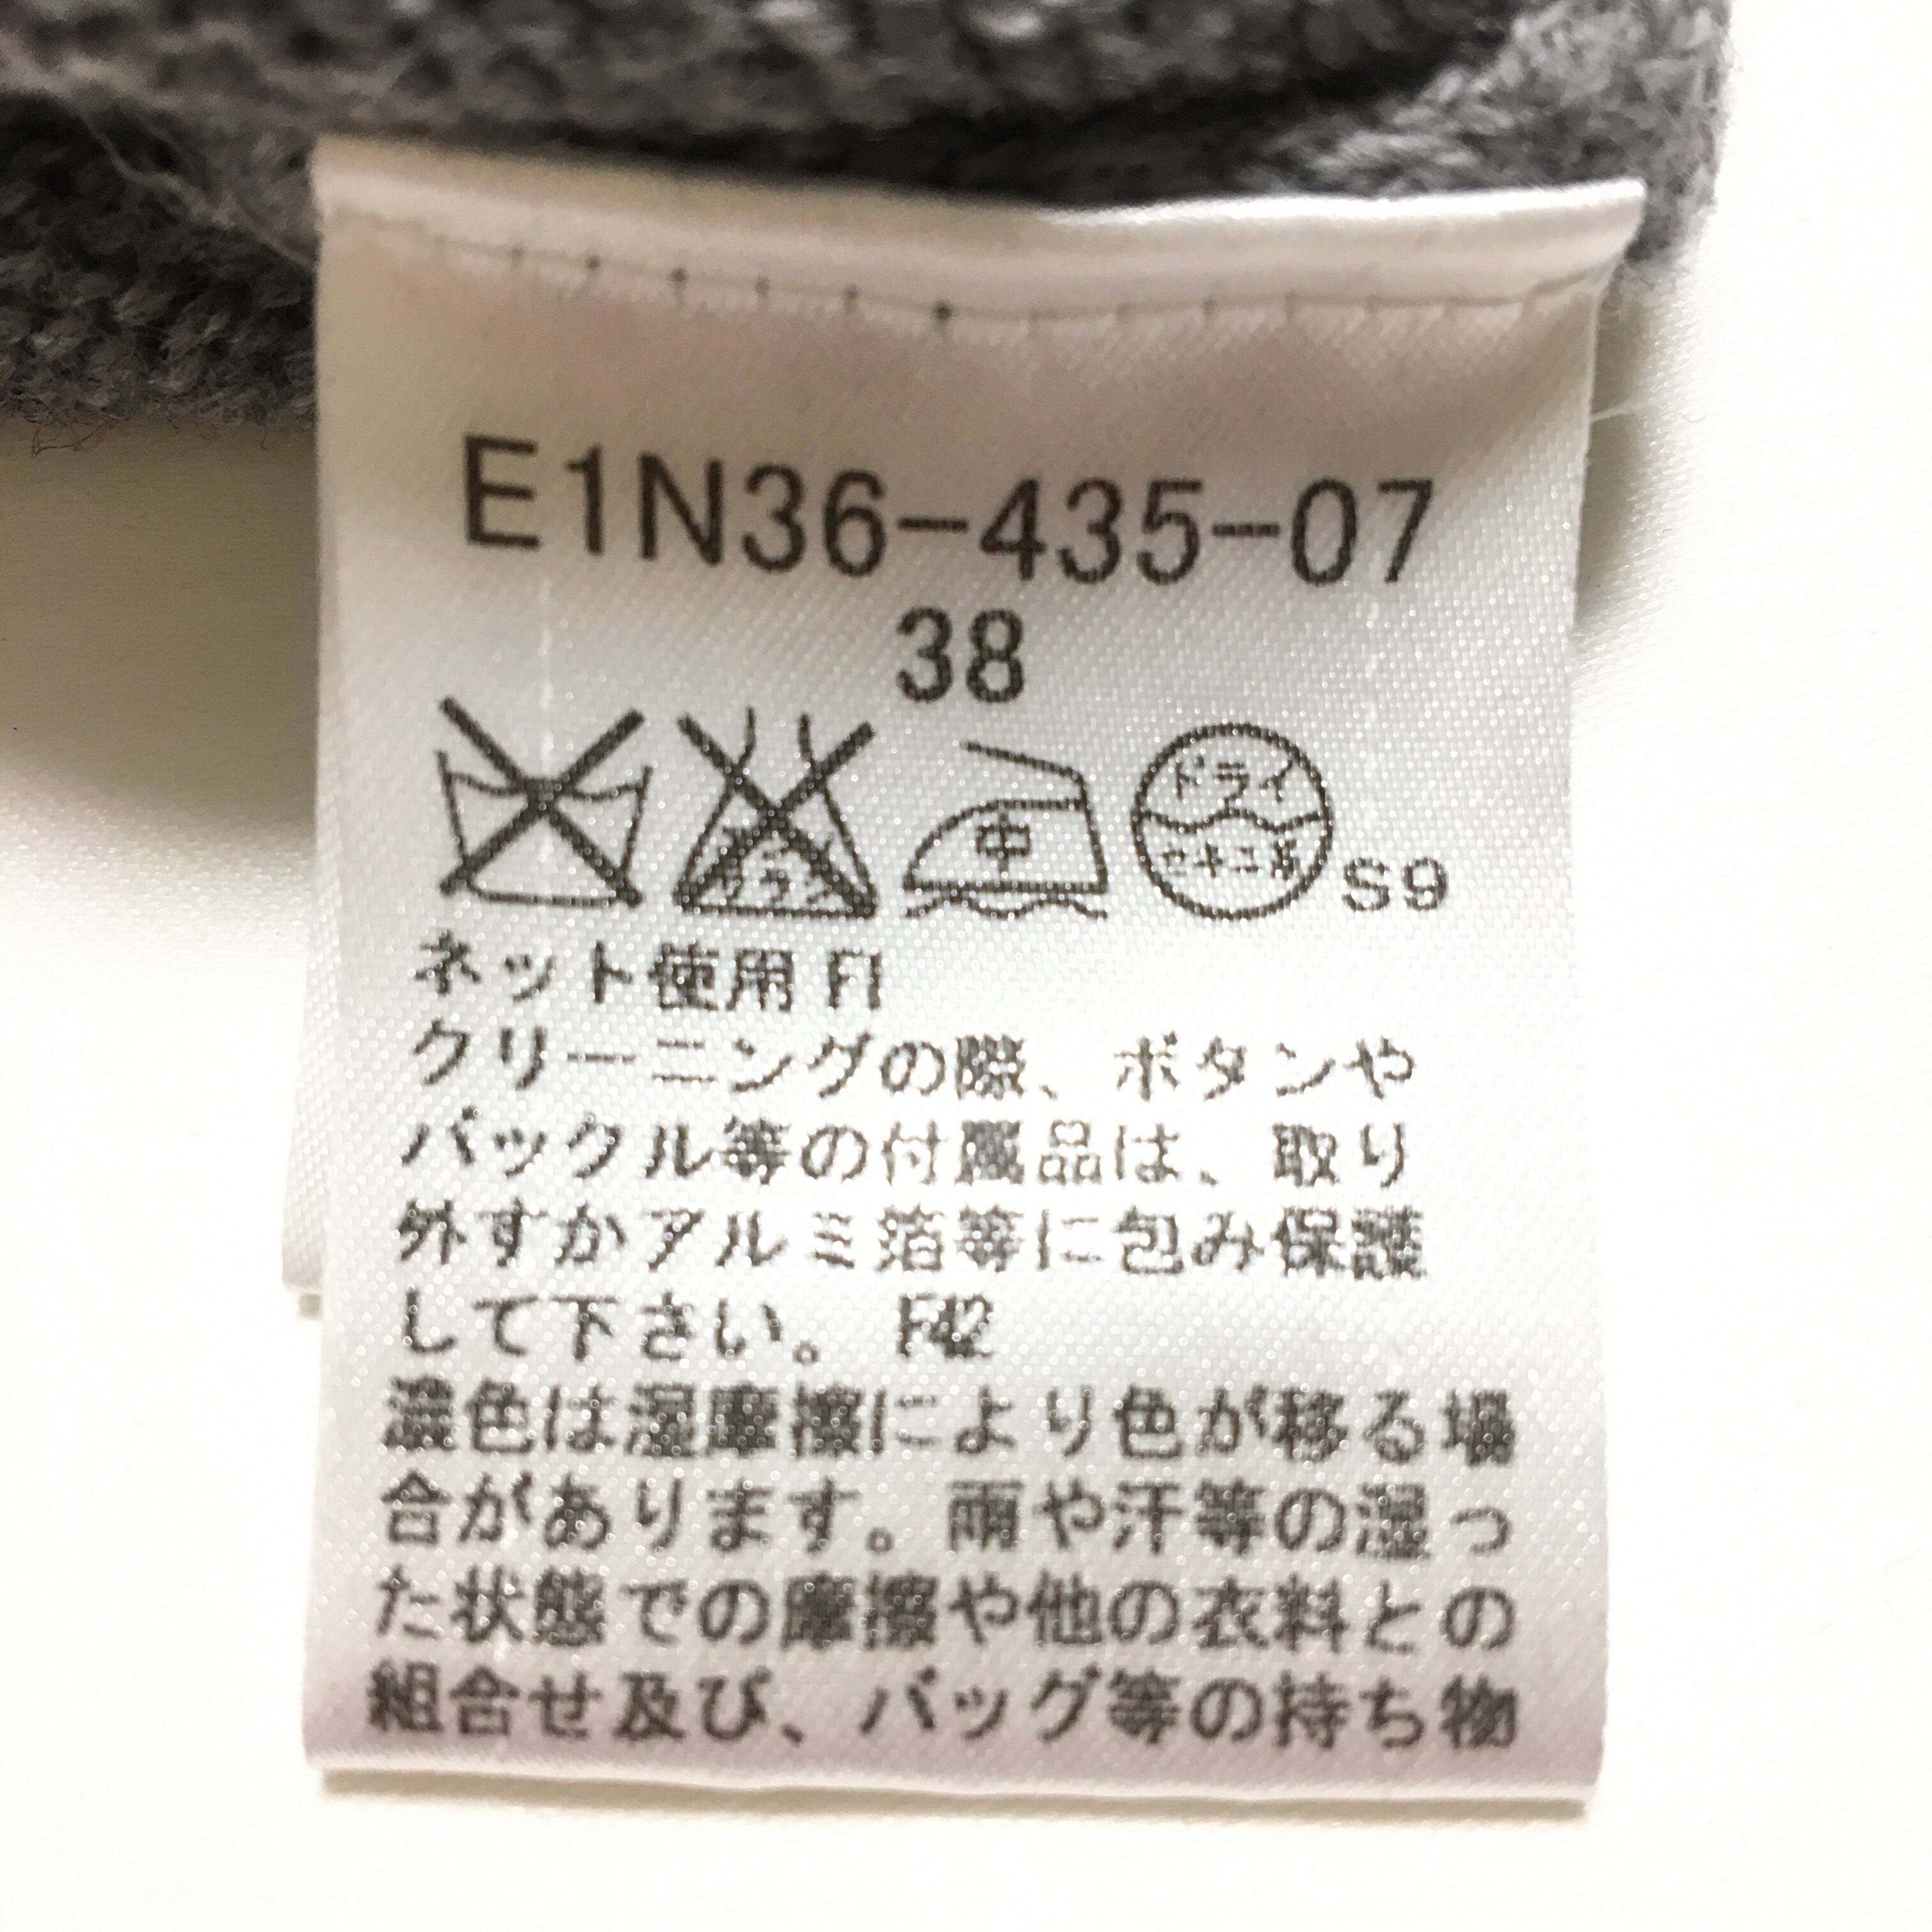 E1N36-435-07
38
中 ドライ
セキユ系 S9
ネット使用 F1
クリーニングの際、ボタンや
バックル等の付属品は、取り
外すかアルミ箔等に包み保護
して下さい。 F42
濃色は湿摩擦により色が移る場
合があります。雨や汗等の湿っ
た状態での摩擦や他の衣料との
組合せ及び、バッグ等の持ち物